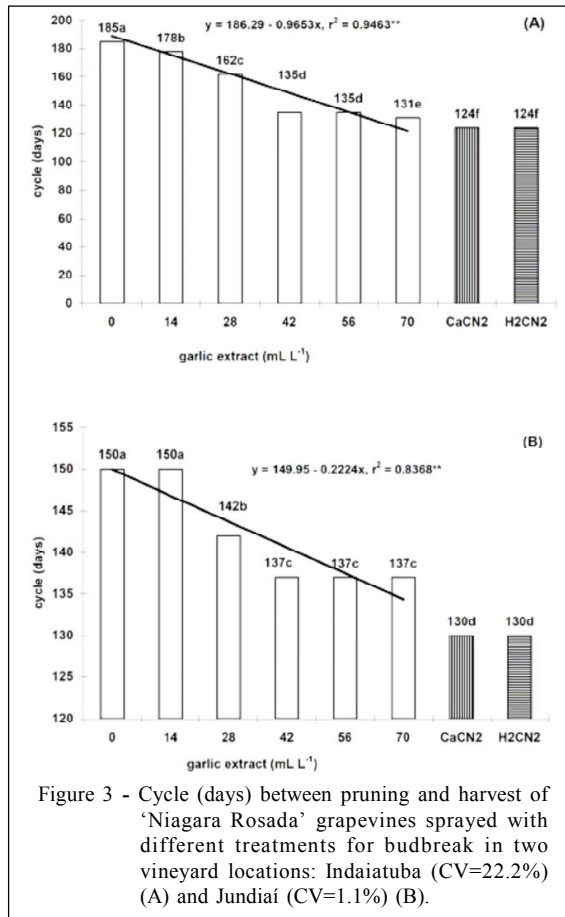 y = 186.29 - 0.9653x, r² = 0.9463**
(A)
200
180
160
140
120
100
80
60
40
20
0
cycle (days)
185a
178b
162c
135d
135d
131e
124f
124f
0
14
28
42
56
70
CaCN2
H2CN2
garlic extract (mL L⁻¹)
(B)
y = 149.95 - 0.2224x, r² = 0.8368**
155
150
145
140
135
130
125
120
cycle (days)
150a
150a
142b
137c
137c
137c
130d
130d
0
14
28
42
56
70
CaCN2
H2CN2
garlic extract (mL L⁻¹)
Figure 3 - Cycle (days) between pruning and harvest of
‘Niagara Rosada’ grapevines sprayed with
different treatments for budbreak in two
vineyard locations: Indaiatuba (CV=22.2%)
(A) and Jundiaí (CV=1.1%) (B).